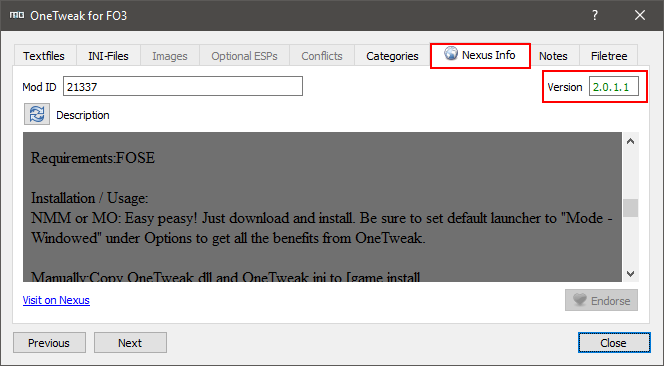 MO OneTweak for FO3
Textfiles INI-Files Images Optional ESPs Conflicts Categories Nexus Info Notes Filetree
Mod ID 21337 Version 2.0.1.1
Description
Requirements:FOSE
Installation / Usage:
NMM or MO: Easy peasy! Just download and install. Be sure to set default launcher to "Mode -
Windowed" under Options to get all the benefits from OneTweak.
Manually:Copy OneTweak.dll and OneTweak.ini to [game install
Visit on Nexus Endorse
Previous Next Close